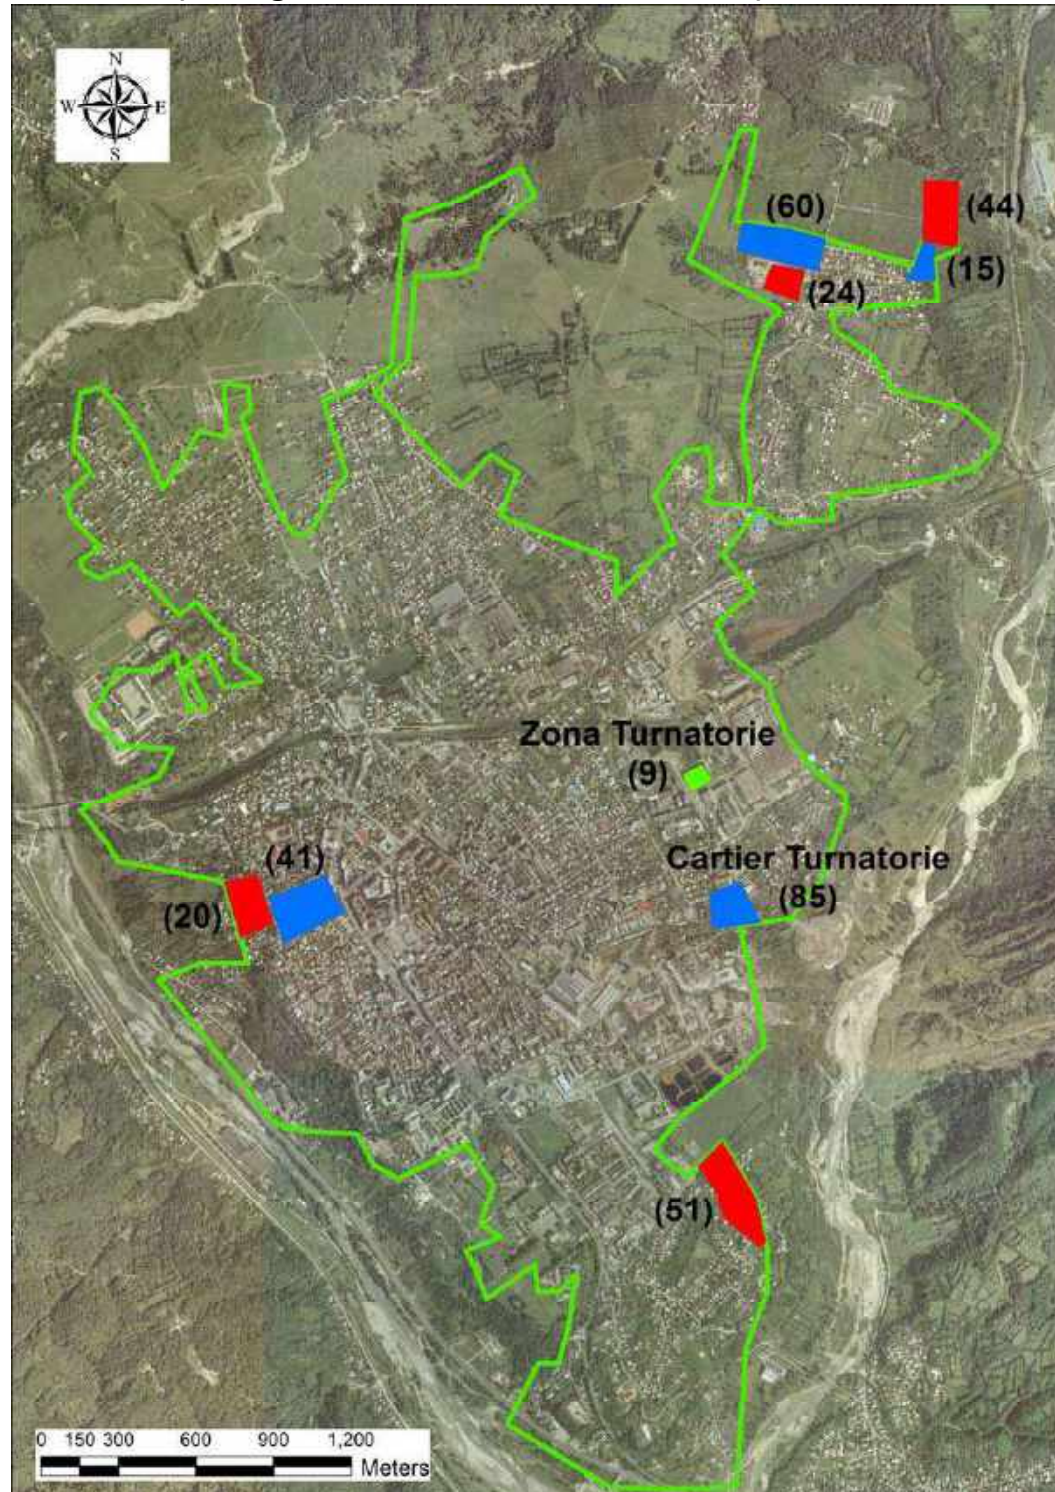 N
W E
S
(60)
(44)
(15)
(24)
Zona Turnatorie
(9)
Cartier Turnatorie
(85)
(41)
(20)
(51)
0 150 300 600 900 1,200
Meters